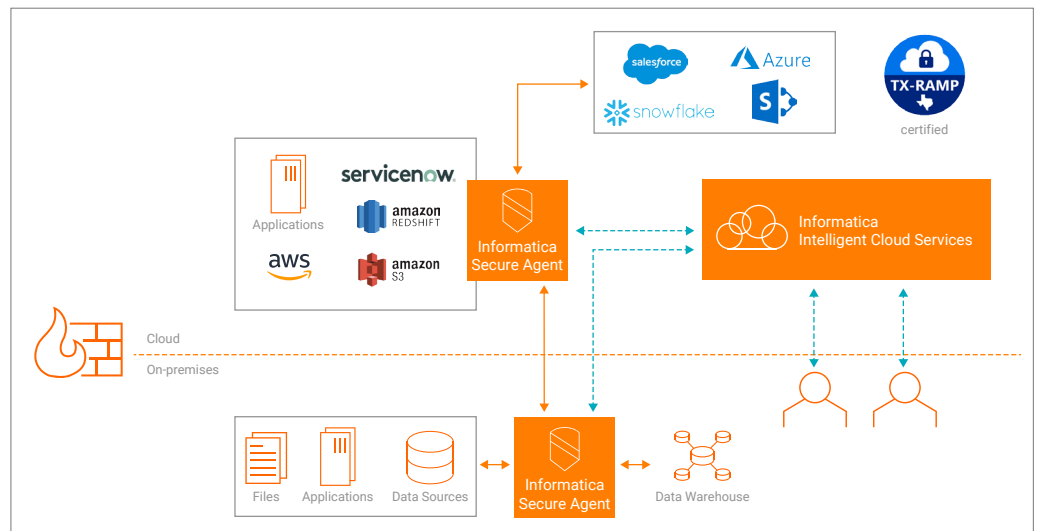 salesforce
Azure
snowflake
S
TX-RAMP
certified
servicenow.
Applications
amazon
REDSHIFT
aws
amazon
S3
Informatica
Secure Agent
Informatica
Intelligent Cloud Services
Cloud
On-premises
Files
Applications
Data Sources
Informatica
Secure Agent
Data Warehouse